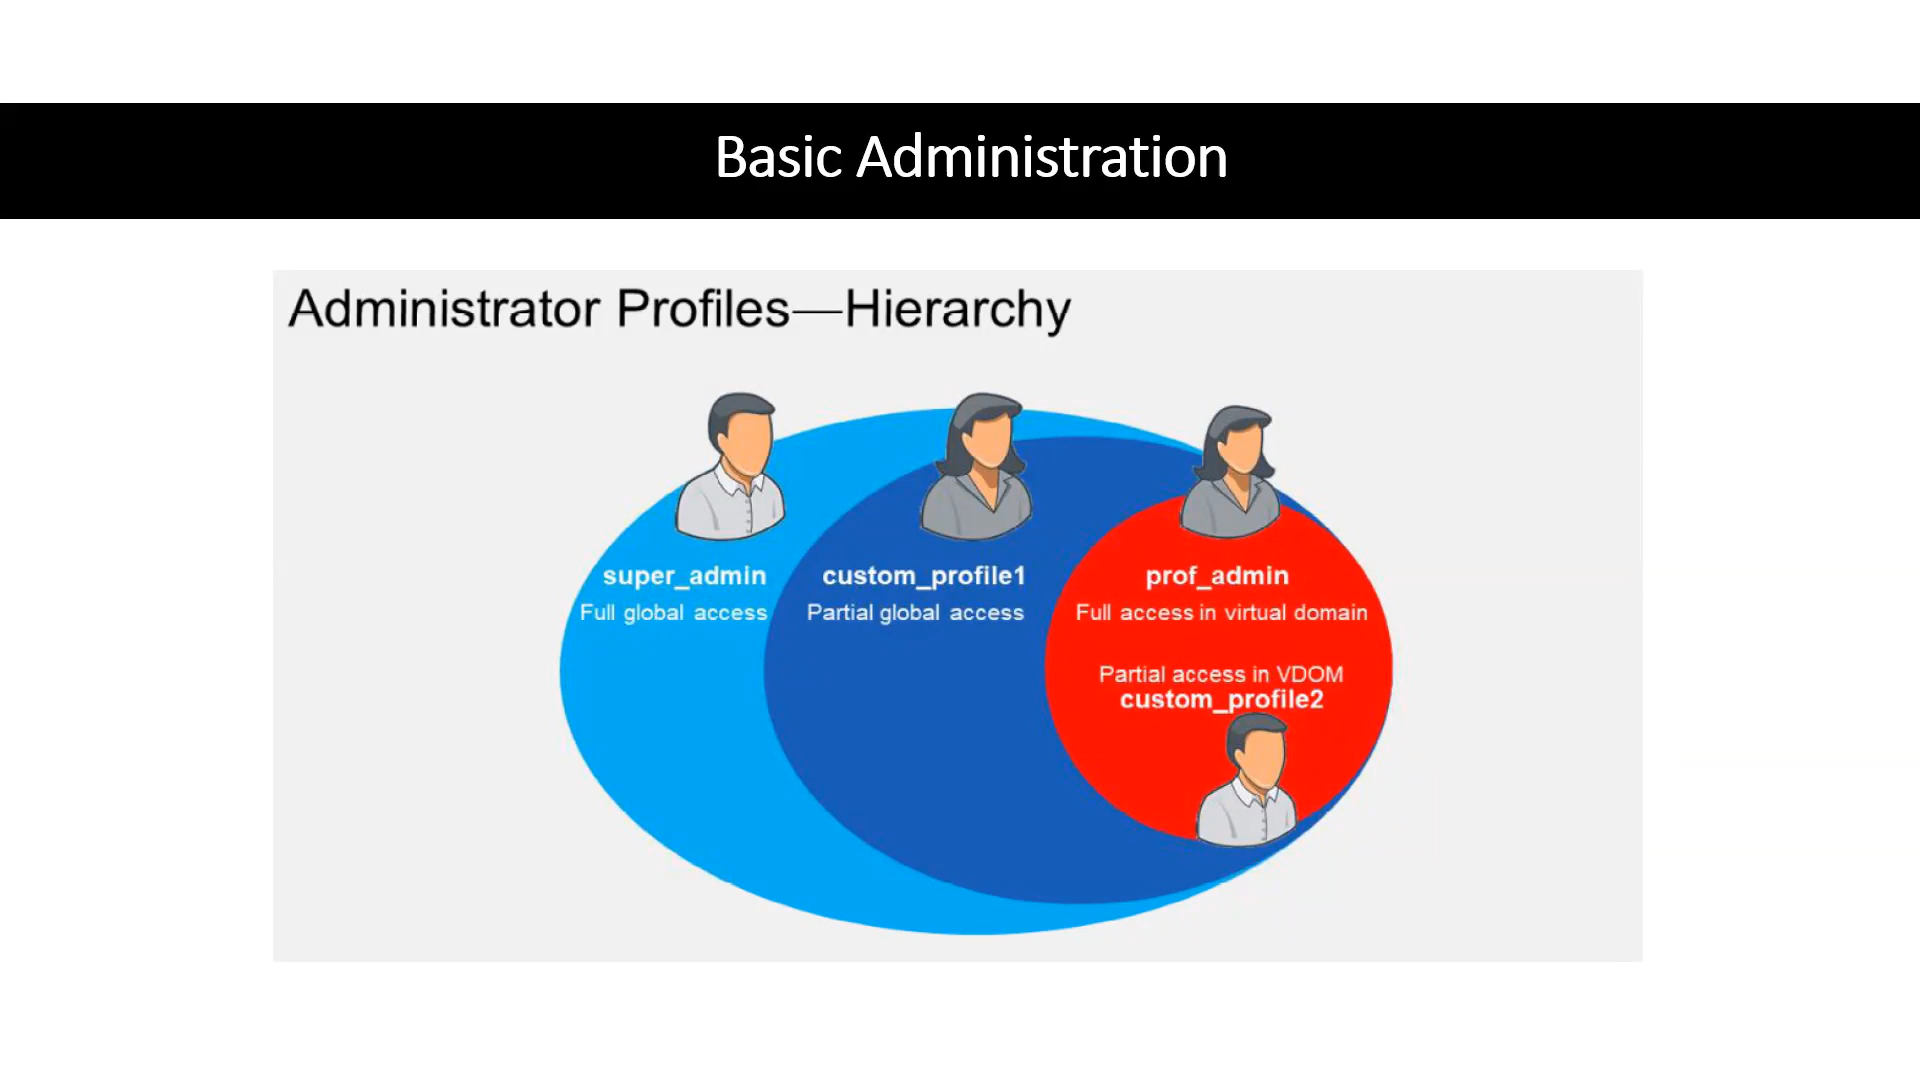 Basic Administration
Administrator Profiles—Hierarchy
super_admin
Full global access
custom_profile1
Partial global access
prof_admin
Full access in virtual domain
Partial access in VDOM
custom_profile2